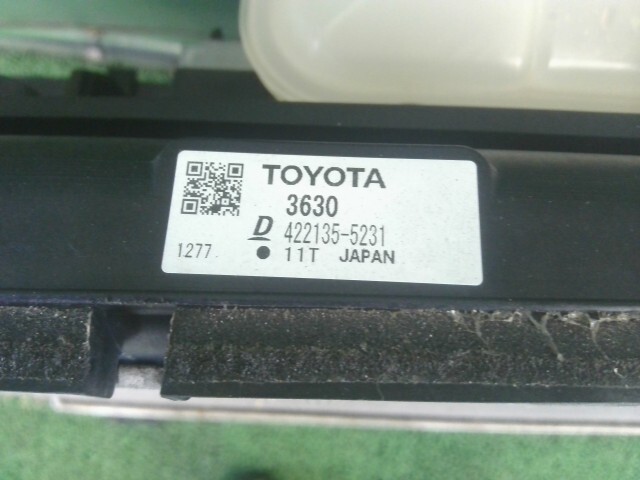 TOYOTA
3630
D 422135-5231
1277 ● 11T JAPAN